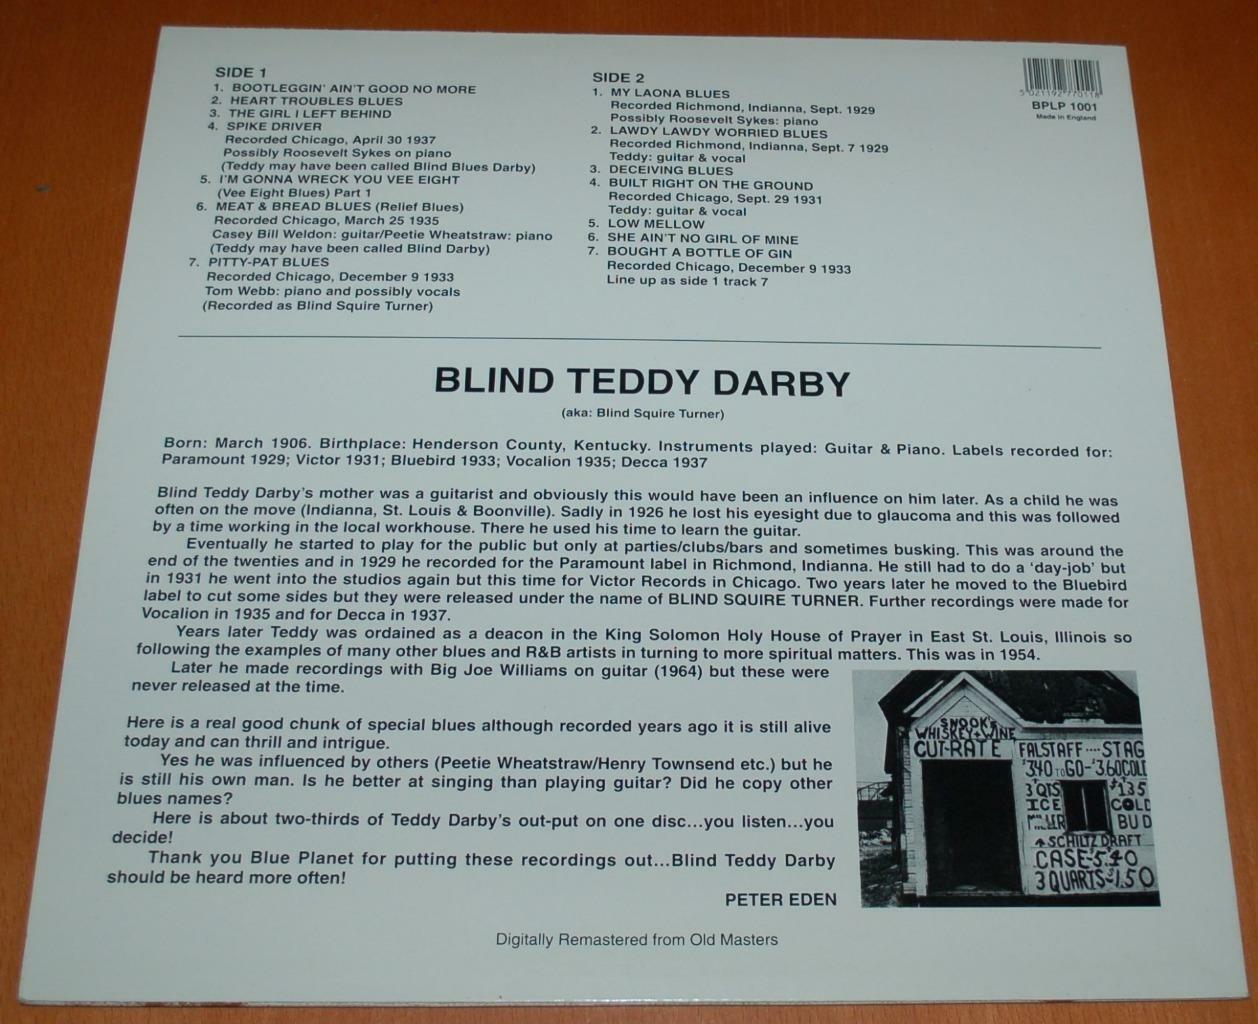 SIDE 1
1. BOOTLEGGIN' AIN'T GOOD NO MORE
2. HEART TROUBLES BLUES
3. THE GIRL I LEFT BEHIND
4. SPIKE DRIVER
Recorded Chicago, April 30 1937
Possibly Roosevelt Sykes on piano
(Teddy may have been called Blind Blues Darby)
5. I'M GONNA WRECK YOU VEE EIGHT
(Vee Eight Blues) Part 1
6. MEAT & BREAD BLUES (Relief Blues)
Recorded Chicago, March 25 1935
Casey Bill Weldon: guitar/Peetie Wheatstraw: piano
(Teddy may have been called Blind Darby)
7. PITTY-PAT BLUES
Recorded Chicago, December 9 1933
Tom Webb: piano and possibly vocals
(Recorded as Blind Squire Turner)
SIDE 2
1. MY LAONA BLUES
Recorded Richmond, Indianna, Sept. 1929
Possibly Roosevelt Sykes: piano
2. LAWDY LAWDY WORRIED BLUES
Recorded Richmond, Indianna, Sept. 7 1929
Teddy: guitar & vocal
3. DECEIVING BLUES
4. BUILT RIGHT ON THE GROUND
Recorded Chicago, Sept. 29 1931
Teddy: guitar & vocal
5. LOW MELLOW
6. SHE AIN'T NO GIRL OF MINE
7. BOUGHT A BOTTLE OF GIN
Recorded Chicago, December 9 1933
Line up as side 1 track 7
5 021192 770118
BPLP 1001
Made in England
BLIND TEDDY DARBY
(aka: Blind Squire Turner)
Born: March 1906. Birthplace: Henderson County, Kentucky. Instruments played: Guitar & Piano. Labels recorded for:
Paramount 1929; Victor 1931; Bluebird 1933; Vocalion 1935; Decca 1937
Blind Teddy Darby's mother was a guitarist and obviously this would have been an influence on him later. As a child he was
often on the move (Indianna, St. Louis & Boonville). Sadly in 1926 he lost his eyesight due to glaucoma and this was followed
by a time working in the local workhouse. There he used his time to learn the guitar.
Eventually he started to play for the public but only at parties/clubs/bars and sometimes busking. This was around the
end of the twenties and in 1929 he recorded for the Paramount label in Richmond, Indianna. He still had to do a 'day-job' but
in 1931 he went into the studios again but this time for Victor Records in Chicago. Two years later he moved to the Bluebird
label to cut some sides but they were released under the name of BLIND SQUIRE TURNER. Further recordings were made for
Vocalion in 1935 and for Decca in 1937.
Years later Teddy was ordained as a deacon in the King Solomon Holy House of Prayer in East St. Louis, Illinois so
following the examples of many other blues and R&B artists in turning to more spiritual matters. This was in 1954.
Later he made recordings with Big Joe Williams on guitar (1964) but these were
never released at the time.
Here is a real good chunk of special blues although recorded years ago it is still alive
today and can thrill and intrigue.
Yes he was influenced by others (Peetie Wheatstraw/Henry Townsend etc.) but he
is still his own man. Is he better at singing than playing guitar? Did he copy other
blues names?
Here is about two-thirds of Teddy Darby's out-put on one disc...you listen...you
decide!
Thank you Blue Planet for putting these recordings out...Blind Teddy Darby
should be heard more often!
PETER EDEN
SNOOK'S
WHISKEY+WINE
CUT-RATE
FALSTAFF····STAG
$3.40 TO GO-$3.60 COLD
3 QTS
ICE
MILLER
$1.35
COLD
BUD
SCHILTZ DRAFT
CASE-5.40
3 QUARTS-1.50
Digitally Remastered from Old Masters